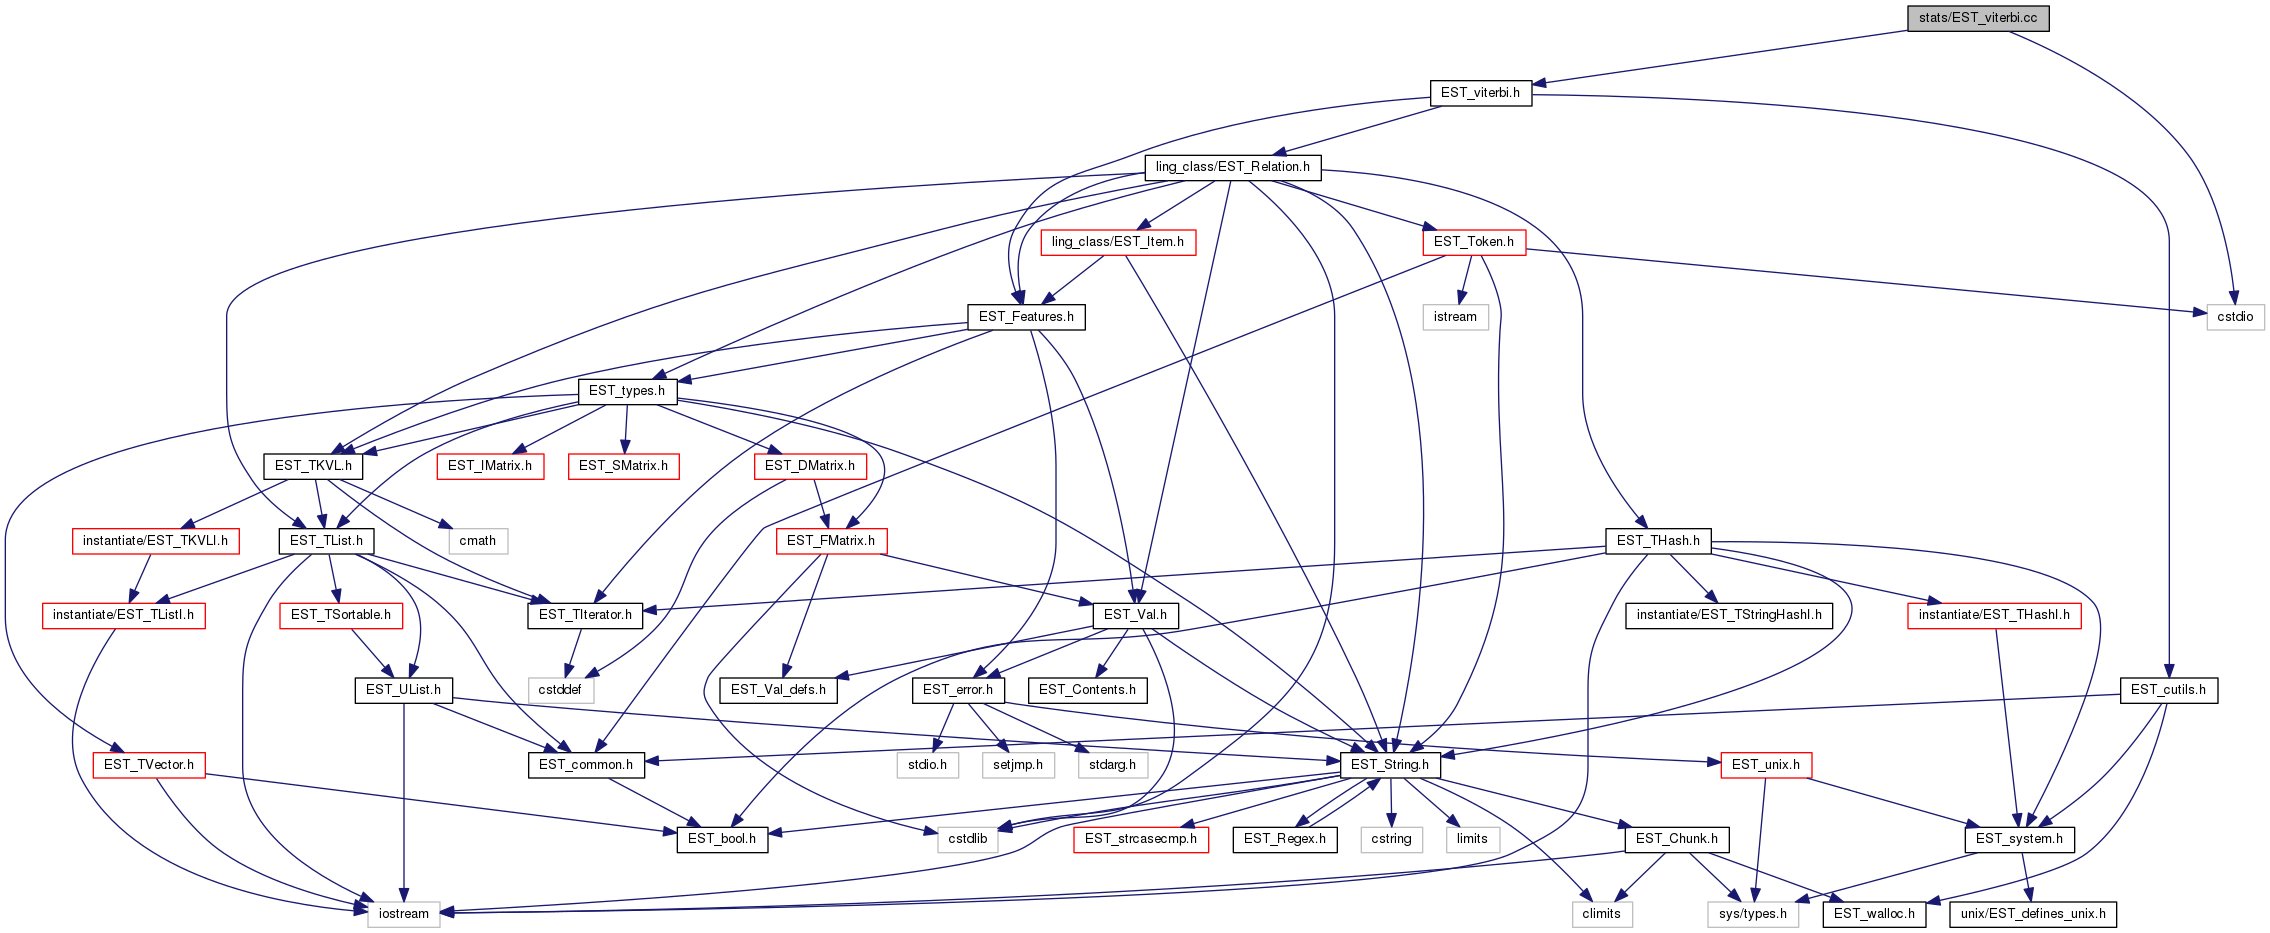 stats/EST_viterbi.cc
EST_viterbi.h
ling_class/EST_Relation.h
ling_class/EST_Item.h
EST_Token.h
EST_Features.h
istream
cstdio
EST_types.h
EST_TKVL.h
EST_IMatrix.h
EST_SMatrix.h
EST_DMatrix.h
instantiate/EST_TKVLI.h
EST_TList.h
cmath
EST_FMatrix.h
EST_THash.h
instantiate/EST_TListI.h
EST_TSortable.h
EST_TIterator.h
EST_Val.h
instantiate/EST_TStringHashI.h
instantiate/EST_THashI.h
EST_UList.h
cstddef
EST_Val_defs.h
EST_error.h
EST_Contents.h
EST_cutils.h
EST_TVector.h
EST_common.h
stdio.h
setjmp.h
stdarg.h
EST_String.h
EST_unix.h
EST_bool.h
cstdlib
EST_strcasecmp.h
EST_Regex.h
cstring
limits
EST_Chunk.h
EST_system.h
iostream
climits
sys/types.h
EST_walloc.h
unix/EST_defines_unix.h